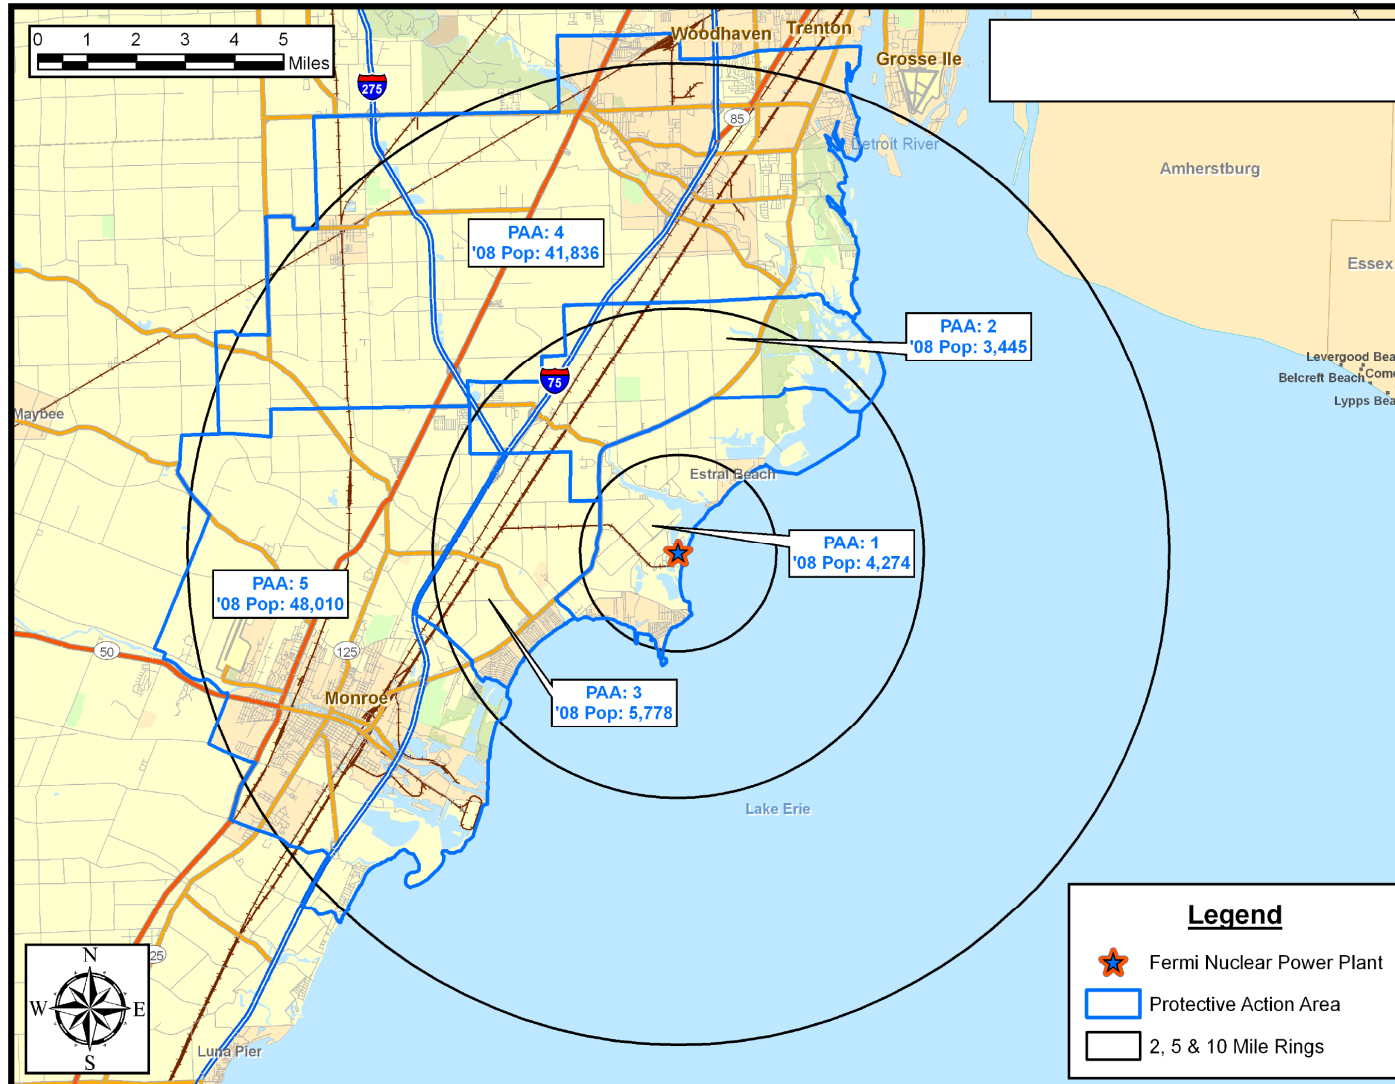 0 1 2 3 4 5
Miles
Woodhaven
Trenton
Grosse Ile
275
85
Detroit River
Amherstburg
PAA: 4
'08 Pop: 41,836
Essex
PAA: 2
'08 Pop: 3,445
75
Levergood Bea
Belcreft Beach
Come
Lypps Bea
Maybee
Estral Beach
PAA: 1
'08 Pop: 4,274
PAA: 5
'08 Pop: 48,010
50
125
Monroe
PAA: 3
'08 Pop: 5,778
Lake Erie
25
Luna Pier
N
W E
S
Legend
Fermi Nuclear Power Plant
Protective Action Area
2, 5 & 10 Mile Rings